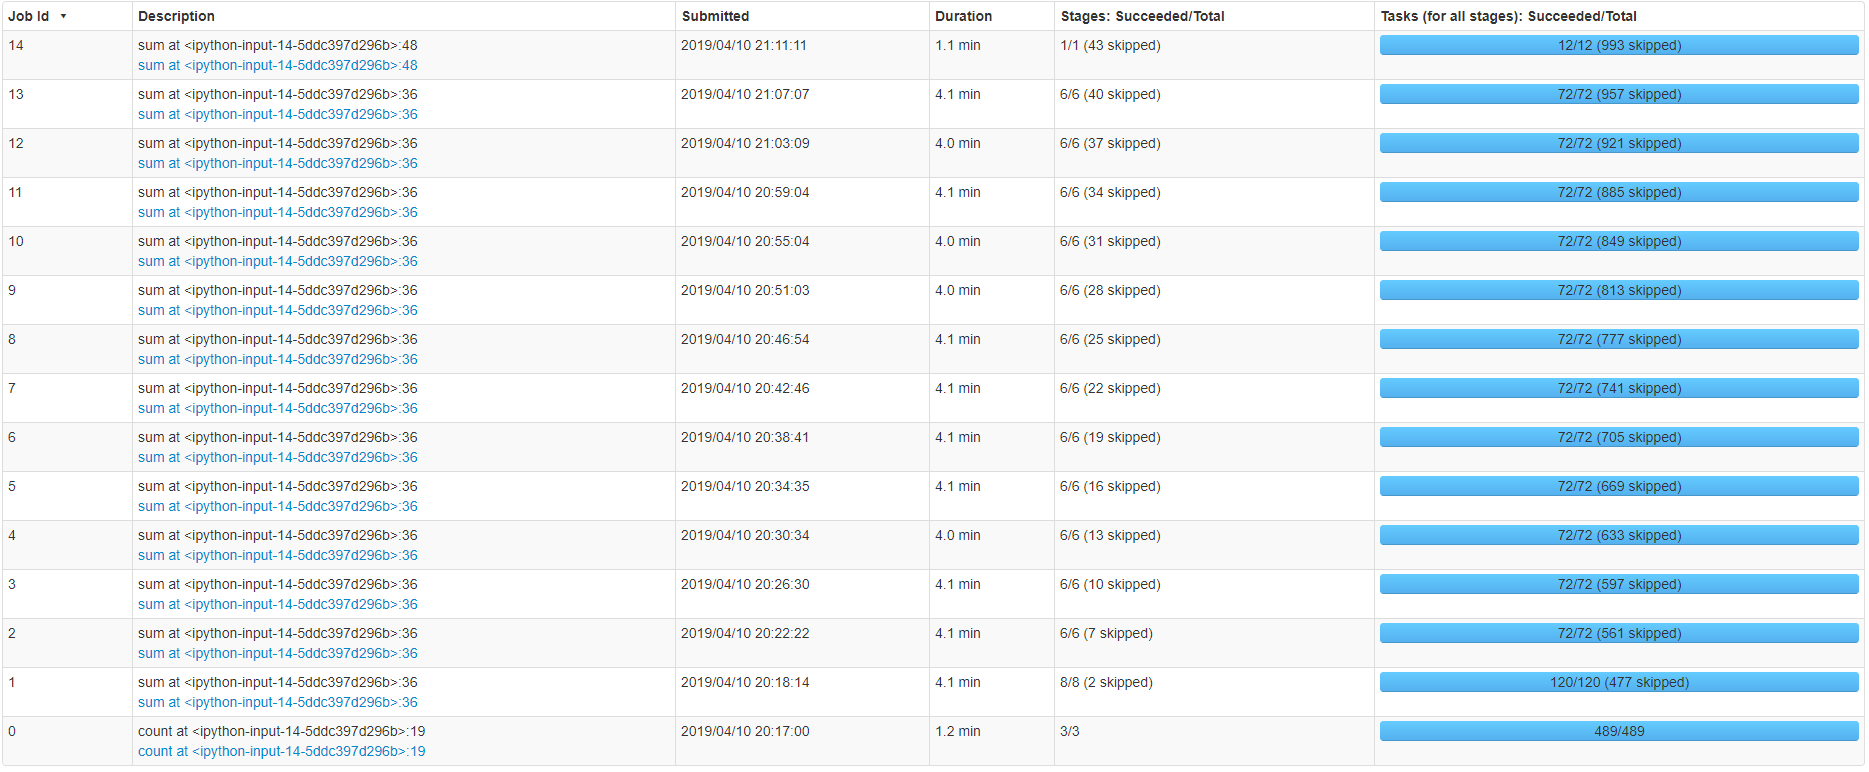 Job Id ▾ Description Submitted Duration Stages: Succeeded/Total Tasks (for all stages): Succeeded/Total
14 sum at <ipython-input-14-5ddc397d296b>:48 2019/04/10 21:11:11 1.1 min 1/1 (43 skipped) 12/12 (993 skipped)
sum at <ipython-input-14-5ddc397d296b>:48
13 sum at <ipython-input-14-5ddc397d296b>:36 2019/04/10 21:07:07 4.1 min 6/6 (40 skipped) 72/72 (957 skipped)
sum at <ipython-input-14-5ddc397d296b>:36
12 sum at <ipython-input-14-5ddc397d296b>:36 2019/04/10 21:03:09 4.0 min 6/6 (37 skipped) 72/72 (921 skipped)
sum at <ipython-input-14-5ddc397d296b>:36
11 sum at <ipython-input-14-5ddc397d296b>:36 2019/04/10 20:59:04 4.1 min 6/6 (34 skipped) 72/72 (885 skipped)
sum at <ipython-input-14-5ddc397d296b>:36
10 sum at <ipython-input-14-5ddc397d296b>:36 2019/04/10 20:55:04 4.0 min 6/6 (31 skipped) 72/72 (849 skipped)
sum at <ipython-input-14-5ddc397d296b>:36
9 sum at <ipython-input-14-5ddc397d296b>:36 2019/04/10 20:51:03 4.0 min 6/6 (28 skipped) 72/72 (813 skipped)
sum at <ipython-input-14-5ddc397d296b>:36
8 sum at <ipython-input-14-5ddc397d296b>:36 2019/04/10 20:46:54 4.1 min 6/6 (25 skipped) 72/72 (777 skipped)
sum at <ipython-input-14-5ddc397d296b>:36
7 sum at <ipython-input-14-5ddc397d296b>:36 2019/04/10 20:42:46 4.1 min 6/6 (22 skipped) 72/72 (741 skipped)
sum at <ipython-input-14-5ddc397d296b>:36
6 sum at <ipython-input-14-5ddc397d296b>:36 2019/04/10 20:38:41 4.1 min 6/6 (19 skipped) 72/72 (705 skipped)
sum at <ipython-input-14-5ddc397d296b>:36
5 sum at <ipython-input-14-5ddc397d296b>:36 2019/04/10 20:34:35 4.1 min 6/6 (16 skipped) 72/72 (669 skipped)
sum at <ipython-input-14-5ddc397d296b>:36
4 sum at <ipython-input-14-5ddc397d296b>:36 2019/04/10 20:30:34 4.0 min 6/6 (13 skipped) 72/72 (633 skipped)
sum at <ipython-input-14-5ddc397d296b>:36
3 sum at <ipython-input-14-5ddc397d296b>:36 2019/04/10 20:26:30 4.1 min 6/6 (10 skipped) 72/72 (597 skipped)
sum at <ipython-input-14-5ddc397d296b>:36
2 sum at <ipython-input-14-5ddc397d296b>:36 2019/04/10 20:22:22 4.1 min 6/6 (7 skipped) 72/72 (561 skipped)
sum at <ipython-input-14-5ddc397d296b>:36
1 sum at <ipython-input-14-5ddc397d296b>:36 2019/04/10 20:18:14 4.1 min 8/8 (2 skipped) 120/120 (477 skipped)
sum at <ipython-input-14-5ddc397d296b>:36
0 count at <ipython-input-14-5ddc397d296b>:19 2019/04/10 20:17:00 1.2 min 3/3 489/489
count at <ipython-input-14-5ddc397d296b>:19